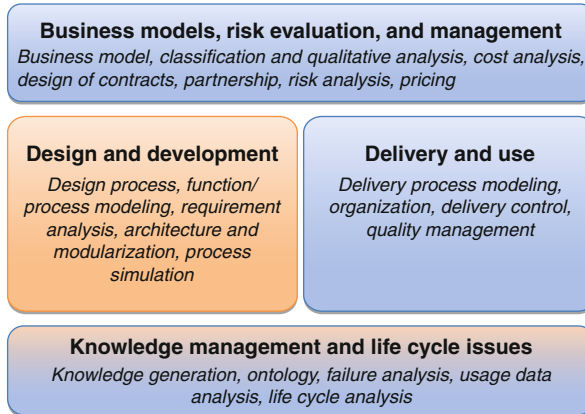 Business models, risk evaluation, and management
Business model, classification and qualitative analysis, cost analysis,
design of contracts, partnership, risk analysis, pricing
Design and development
Design process, function/
process modeling, requirement
analysis, architecture and
modularization, process
simulation
Delivery and use
Delivery process modeling,
organization, delivery control,
quality management
Knowledge management and life cycle issues
Knowledge generation, ontology, failure analysis, usage data
analysis, life cycle analysis